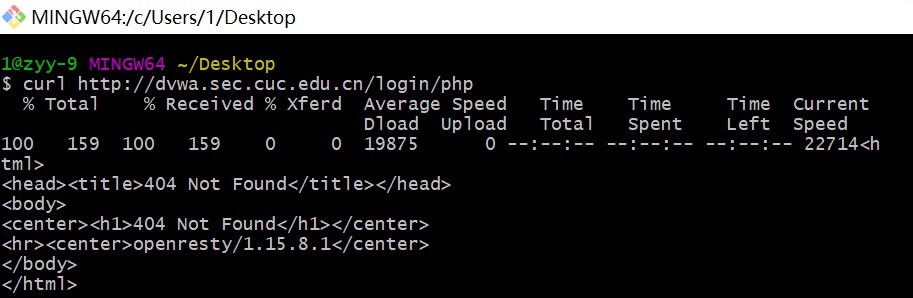 MINGW64:/c/Users/1/Desktop
1@zyy-9 MINGW64 ~/Desktop
$ curl http://dvwa.sec.cuc.edu.cn/login/php
  % Total    % Received % Xferd  Average Speed   Time    Time     Time  Current
                                 Dload  Upload   Total   Spent    Left  Speed
100   159  100   159    0     0  19875      0 --:--:-- --:--:-- --:--:-- 22714<h
tml>
<head><title>404 Not Found</title></head>
<body>
<center><h1>404 Not Found</h1></center>
<hr><center>openresty/1.15.8.1</center>
</body>
</html>